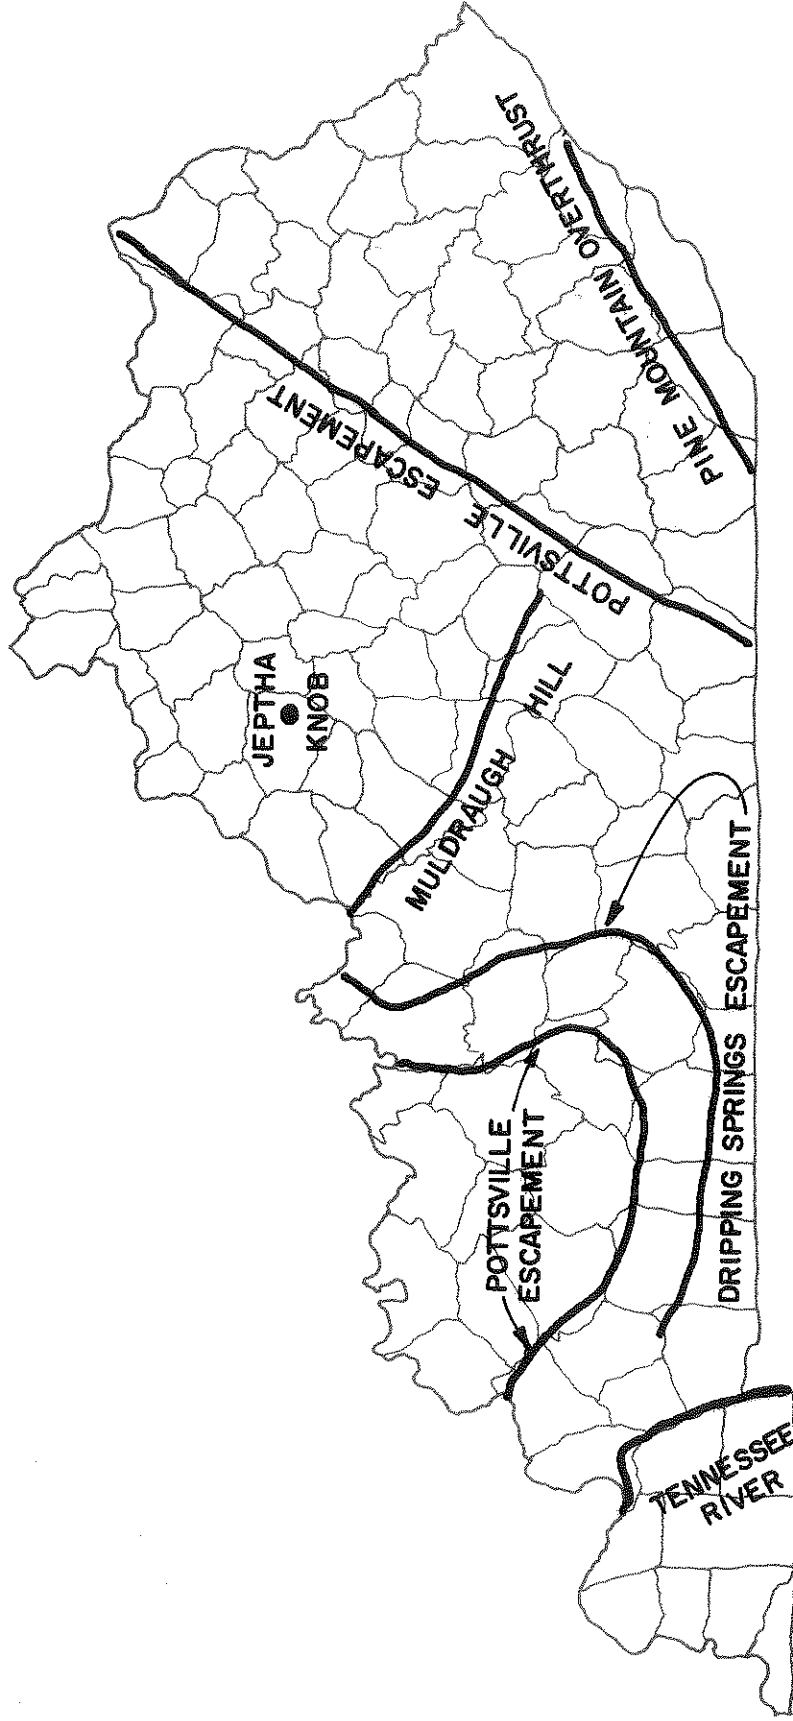 JEPTHA
KNOB
POTTSVILLE ESCAPEMENT
MULDRAUGH HILL
PINE MOUNTAIN OVERTHRUST
POTTSVILLE
ESCAPEMENT
DRIPPING SPRINGS ESCAPEMENT
TENNESSEE
RIVER